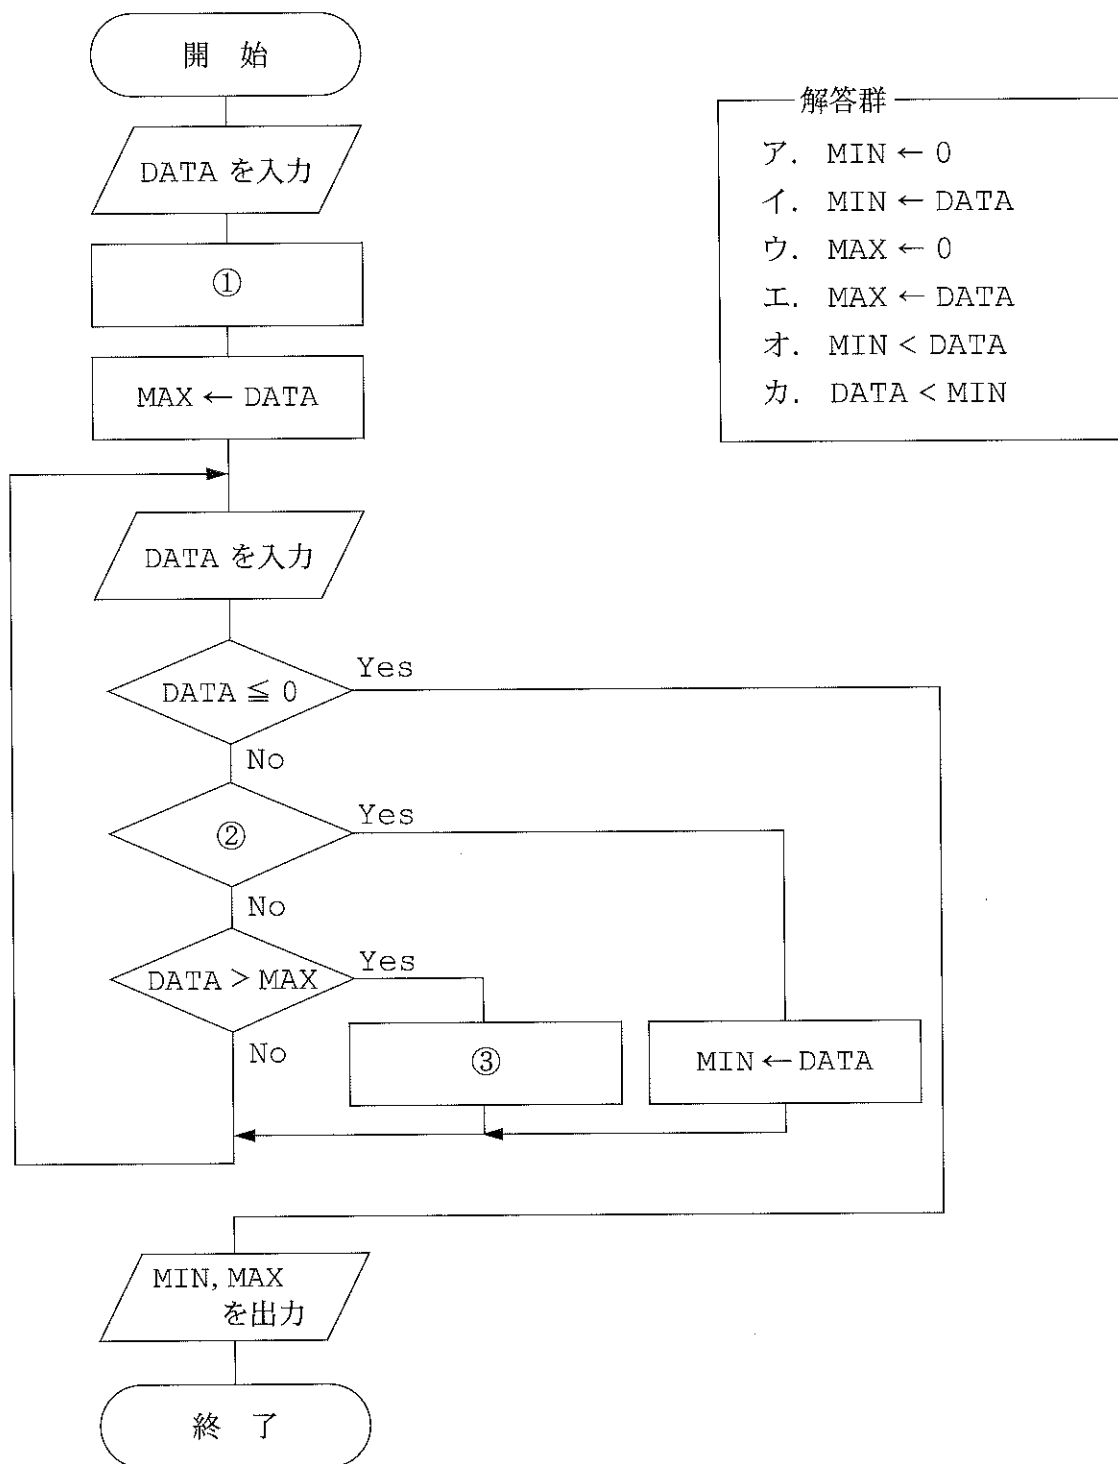 開 始
DATA を入力
①
MAX ← DATA
DATA を入力
DATA ≦ 0
Yes
No
②
Yes
No
DATA > MAX
Yes
No
③
MIN ← DATA
MIN, MAX
を出力
終 了
解答群
ア. MIN ← 0
イ. MIN ← DATA
ウ. MAX ← 0
エ. MAX ← DATA
オ. MIN < DATA
カ. DATA < MIN